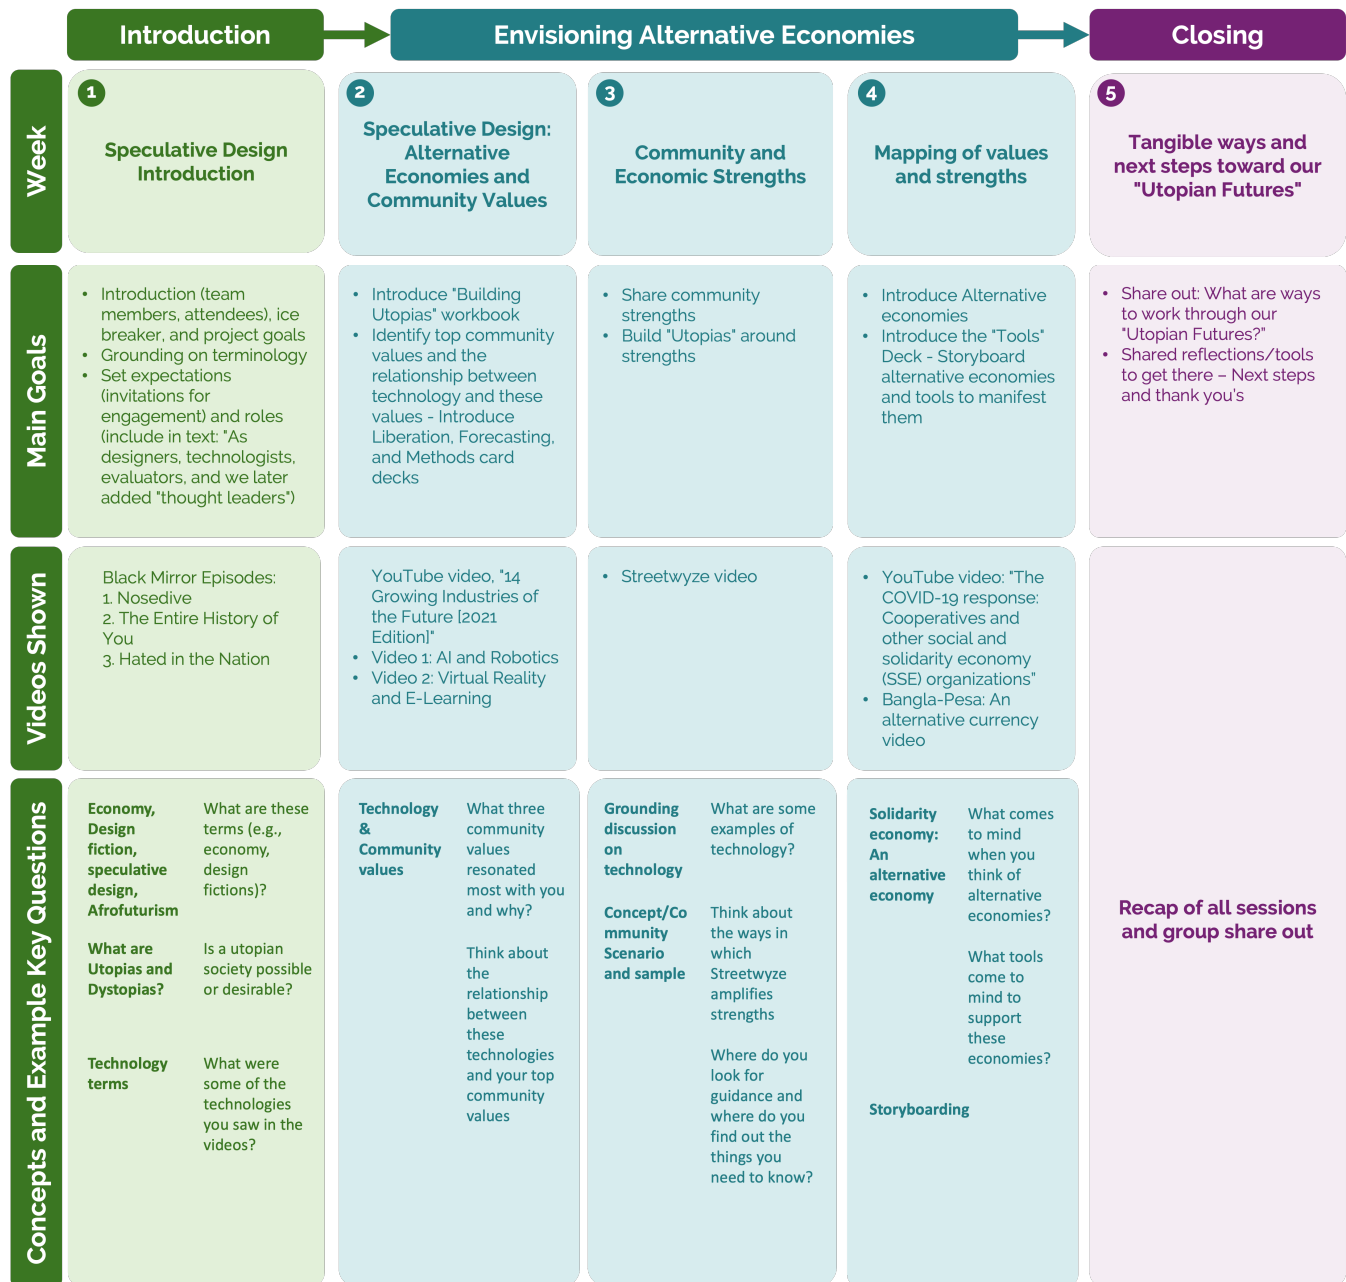 Introduction
Envisioning Alternative Economies
Closing
Week
1
Speculative Design
Introduction
2
Speculative Design:
Alternative
Economies and
Community Values
3
Community and
Economic Strengths
4
Mapping of values
and strengths
5
Tangible ways and
next steps toward our
"Utopian Futures"
Main Goals
• Introduction (team
members, attendees), ice
breaker, and project goals
• Grounding on terminology
• Set expectations
(invitations for
engagement) and roles
(include in text: "As
designers, technologists,
evaluators, and we later
added "thought leaders")
• Introduce "Building
Utopias" workbook
• Identify top community
values and the
relationship between
technology and these
values - Introduce
Liberation, Forecasting,
and Methods card
decks
• Share community
strengths
• Build "Utopias" around
strengths
• Introduce Alternative
economies
• Introduce the "Tools"
Deck - Storyboard
alternative economies
and tools to manifest
them
• Share out: What are ways
to work through our
"Utopian Futures?"
• Shared reflections/tools
to get there – Next steps
and thank you's
Videos Shown
Black Mirror Episodes:
1. Nosedive
2. The Entire History of
You
3. Hated in the Nation
YouTube video, "14
Growing Industries of
the Future [2021
Edition]"
• Video 1: AI and Robotics
• Video 2: Virtual Reality
and E-Learning
• Streetwyze video
• YouTube video: "The
COVID-19 response:
Cooperatives and
other social and
solidarity economy
(SSE) organizations"
• Bangla-Pesa: An
alternative currency
video
Concepts and Example Key Questions
Economy,
Design
fiction,
speculative
design,
Afrofuturism
What are these
terms (e.g.,
economy,
design
fictions)?
What are
Utopias and
Dystopias?
Is a utopian
society possible
or desirable?
Technology
terms
What were
some of the
technologies
you saw in the
videos?
Technology
&
Community
values
What three
community
values
resonated
most with you
and why?
Think about
the
relationship
between
these
technologies
and your top
community
values
Grounding
discussion
on
technology
What are some
examples of
technology?
Concept/Co
mmunity
Scenario
and sample
Think about
the ways in
which
Streetwyze
amplifies
strengths
Where do you
look for
guidance and
where do you
find out the
things you
need to know?
Solidarity
economy:
An
alternative
economy
What comes
to mind
when you
think of
alternative
economies?
What tools
come to
mind to
support
these
economies?
Storyboarding
Recap of all sessions
and group share out